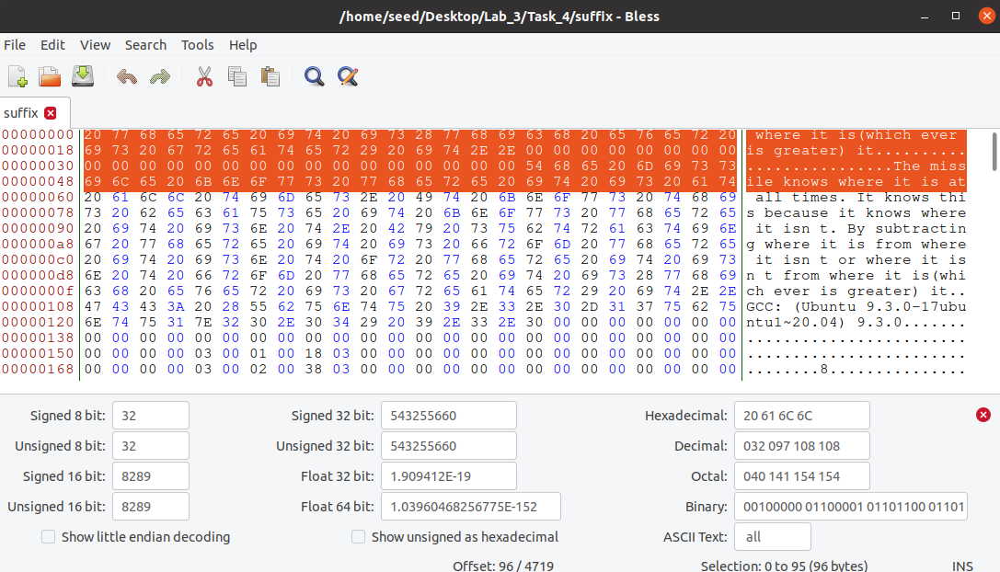 /home/seed/Desktop/Lab_3/Task_4/suffix - Bless
File Edit View Search Tools Help
suffix
00000000 20 77 68 65 72 65 20 69 74 20 69 73 28 77 68 69 63 68 20 65 76 65 72 20 where it is(which ever
00000018 69 73 20 67 72 65 61 74 65 72 29 20 69 74 2E 2E 00 00 00 00 00 00 00 00 is greater) it..........
00000030 00 00 00 00 00 00 00 00 00 00 00 00 00 00 00 00 54 68 65 20 6D 69 73 73 ................The miss
00000048 69 6C 65 20 6B 6E 6F 77 73 20 77 68 65 72 65 20 69 74 20 69 73 20 61 74 ile knows where it is at
00000060 20 61 6C 6C 20 74 69 6D 65 73 2E 20 49 74 20 6B 6E 6F 77 73 20 74 68 69 all times. It knows thi
00000078 73 20 62 65 63 61 75 73 65 20 69 74 20 6B 6E 6F 77 73 20 77 68 65 72 65 s because it knows where
00000090 20 69 74 20 69 73 6E 20 74 2E 20 42 79 20 73 75 62 74 72 61 63 74 69 6E it isn t. By subtractin
000000a8 67 20 77 68 65 72 65 20 69 74 20 69 73 20 66 72 6F 6D 20 77 68 65 72 65 g where it is from where
000000c0 20 69 74 20 69 73 6E 20 74 20 6F 72 20 77 68 65 72 65 20 69 74 20 69 73 it isn t or where it is
000000d8 6E 20 74 20 66 72 6F 6D 20 77 68 65 72 65 20 69 74 20 69 73 28 77 68 69 n t from where it is(whi
0000000f 63 68 20 65 76 65 72 20 69 73 20 67 72 65 61 74 65 72 29 20 69 74 2E 2E ch ever is greater) it..
00000108 47 43 43 3A 20 28 55 62 75 6E 74 75 20 39 2E 33 2E 30 2D 31 37 75 62 75 GCC: (Ubuntu 9.3.0-17ubu
00000120 6E 74 75 31 7E 32 30 2E 30 34 29 20 39 2E 33 2E 30 00 00 00 00 00 00 00 ntu1~20.04) 9.3.0.......
00000138 00 00 00 00 00 00 00 00 00 00 00 00 00 00 00 00 00 00 00 00 00 00 00 00 ........................
00000150 00 00 00 00 03 00 01 00 18 03 00 00 00 00 00 00 00 00 00 00 00 00 00 00 ........................
00000168 00 00 00 00 03 00 02 00 38 03 00 00 00 00 00 00 00 00 00 00 00 00 00 00 ........8...............
Signed 8 bit: 32 Signed 32 bit: 543255660 Hexadecimal: 20 61 6C 6C
Unsigned 8 bit: 32 Unsigned 32 bit: 543255660 Decimal: 032 097 108 108
Signed 16 bit: 8289 Float 32 bit: 1.909412E-19 Octal: 040 141 154 154
Unsigned 16 bit: 8289 Float 64 bit: 1.03960468256775E-152 Binary: 00100000 01100001 01101100 01101
Show little endian decoding Show unsigned as hexadecimal ASCII Text: all
Offset: 96 / 4719 Selection: 0 to 95 (96 bytes) INS